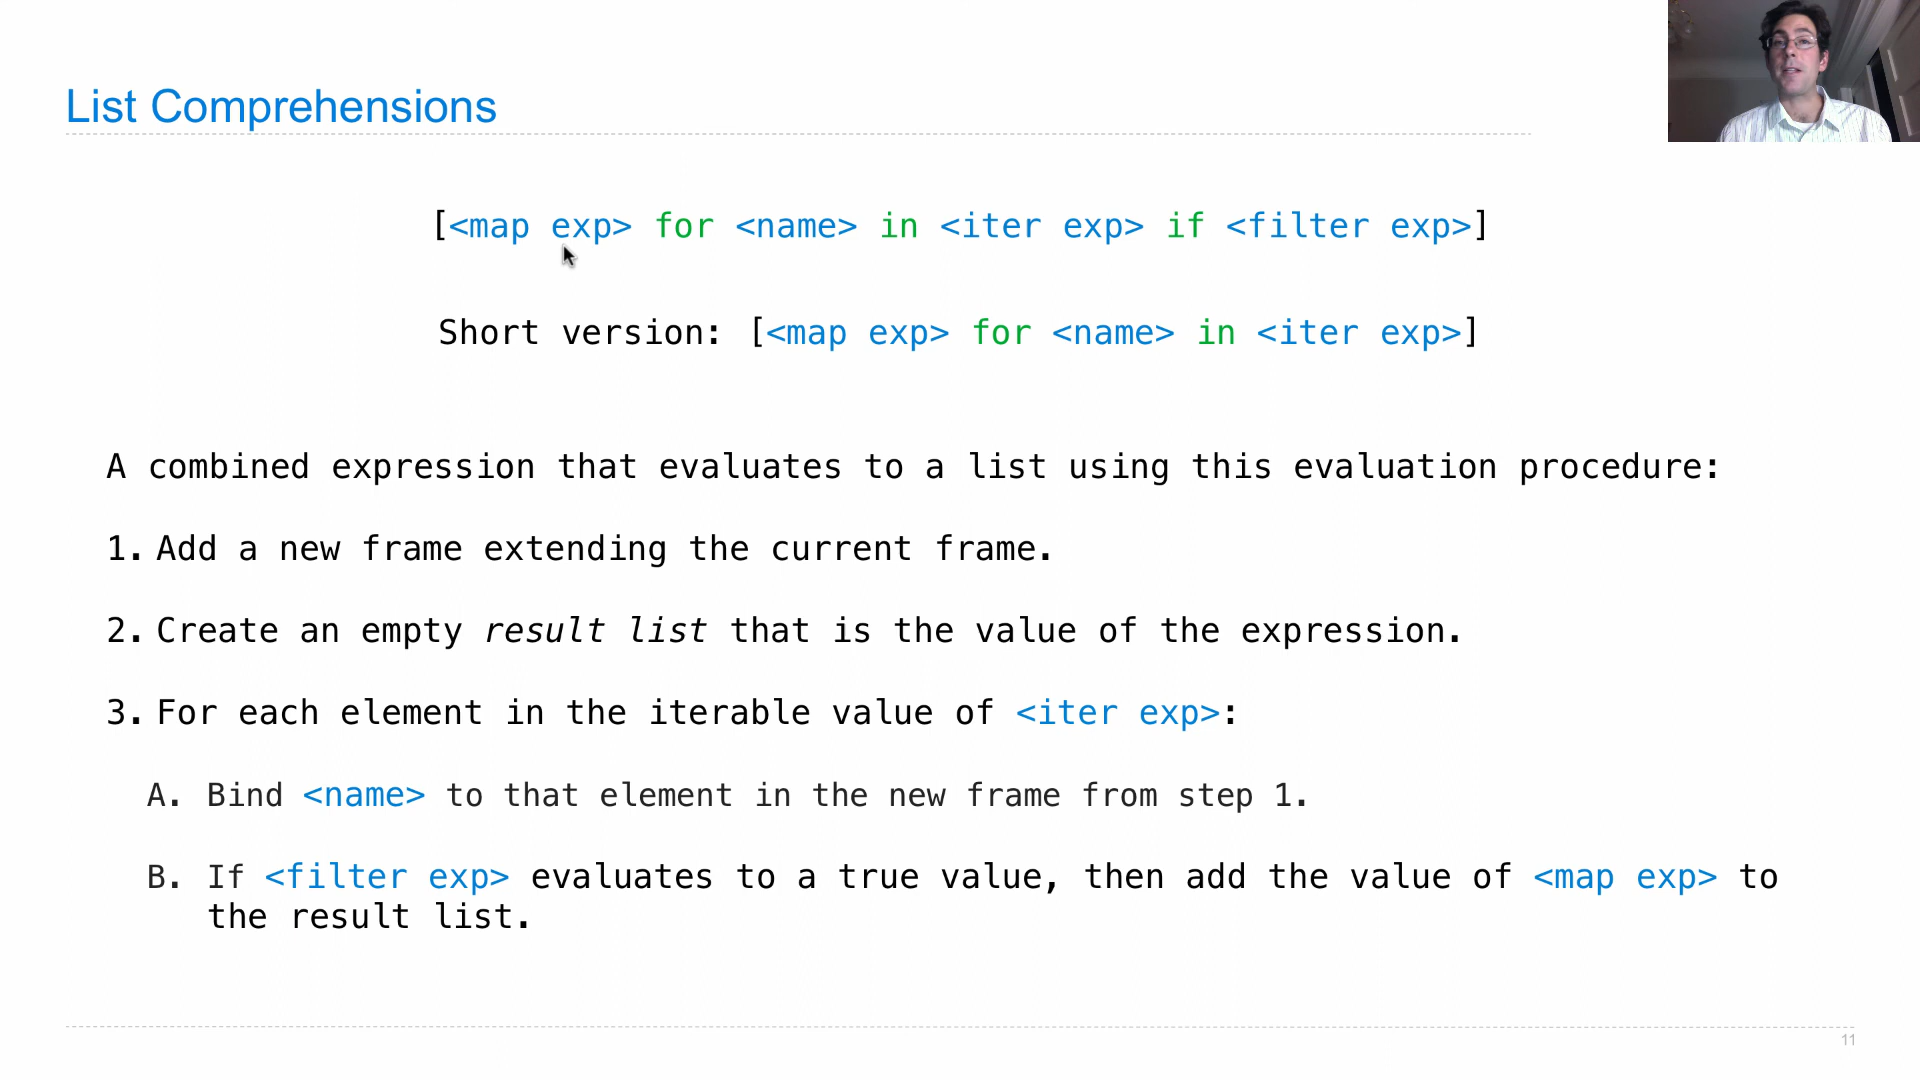 List Comprehensions
[<map exp> for <name> in <iter exp> if <filter exp>]
Short version: [<map exp> for <name> in <iter exp>]
A combined expression that evaluates to a list using this evaluation procedure:
1. Add a new frame extending the current frame.
2. Create an empty result list that is the value of the expression.
3. For each element in the iterable value of <iter exp>:
A. Bind <name> to that element in the new frame from step 1.
B. If <filter exp> evaluates to a true value, then add the value of <map exp> to
the result list.
11